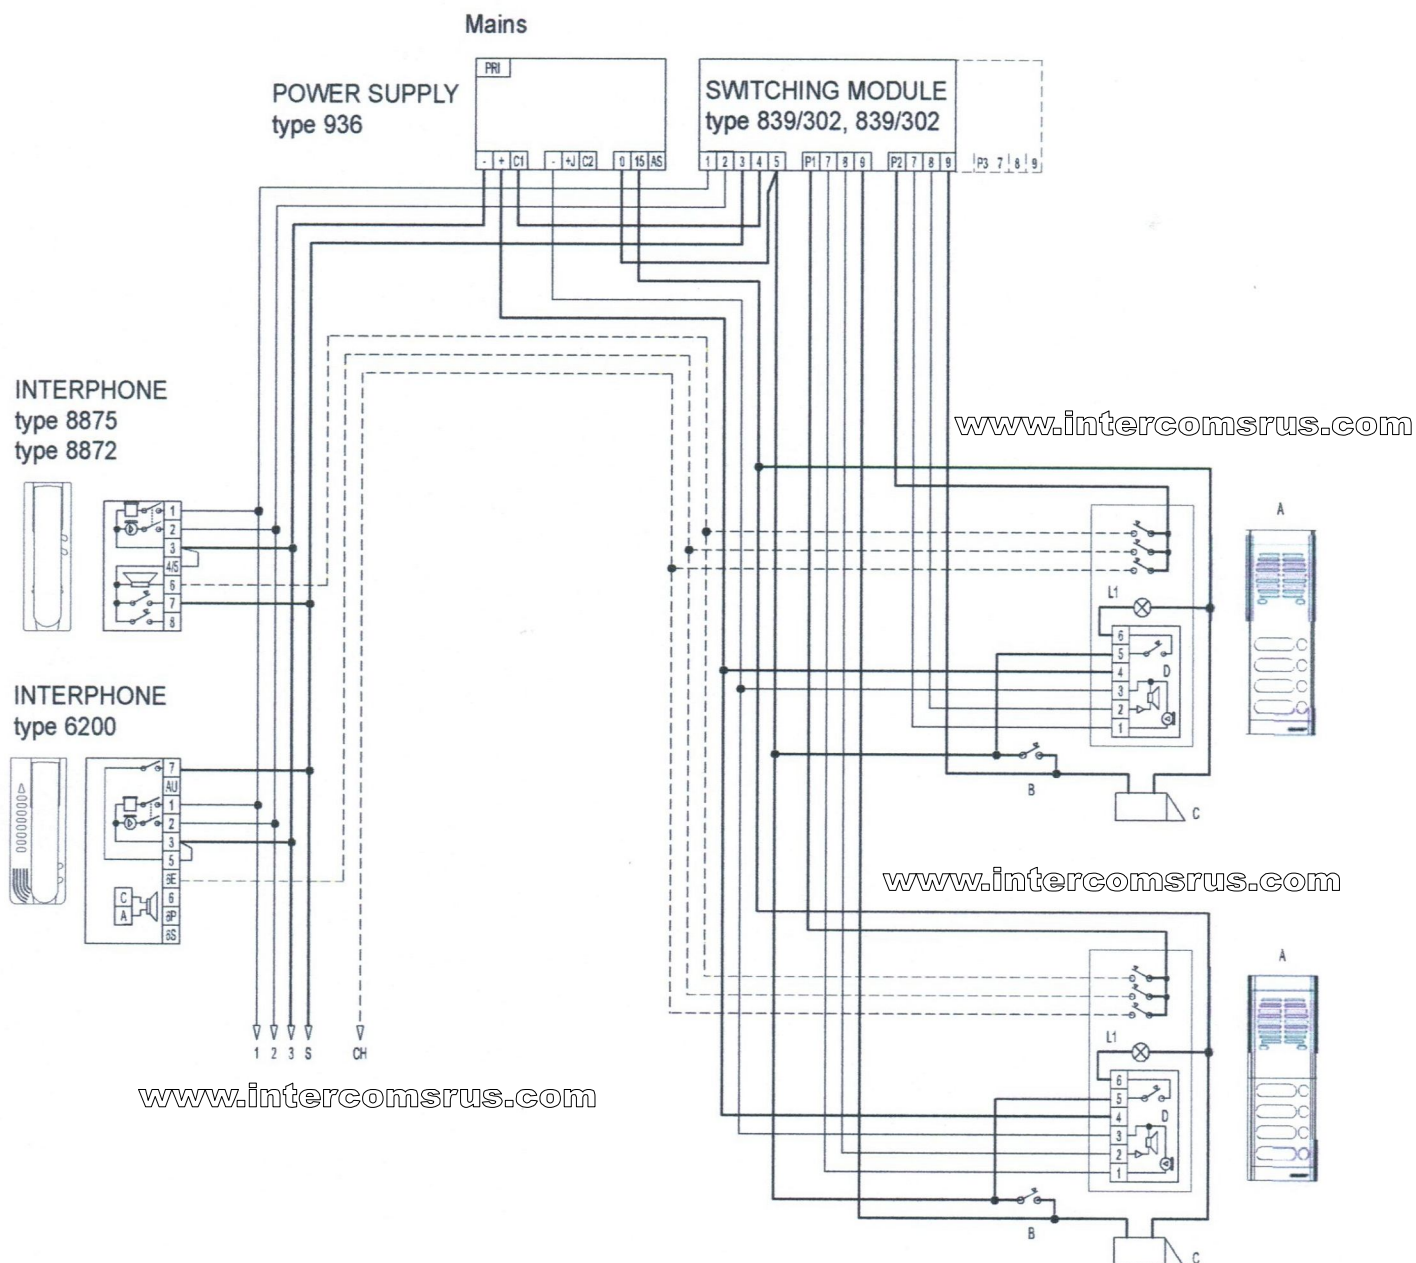 Mains
PRI
POWER SUPPLY
type 936
- + C1 - +J C2 0 15 AS
SWITCHING MODULE
type 839/302, 839/302
1 2 3 4 5 P1 7 8 9 P2 7 8 9 P3 7 8 9
INTERPHONE
type 8875
type 8872
1
2
3
4/5
6
7
8
www.intercomsrus.com
A
L1
6
5
4
3
2
1
D
B
C
INTERPHONE
type 6200
7
AU
1
2
3
5
6E
6
6P
6S
C
A
www.intercomsrus.com
A
L1
6
5
4
3
2
1
D
B
C
1 2 3 S CH
www.intercomsrus.com